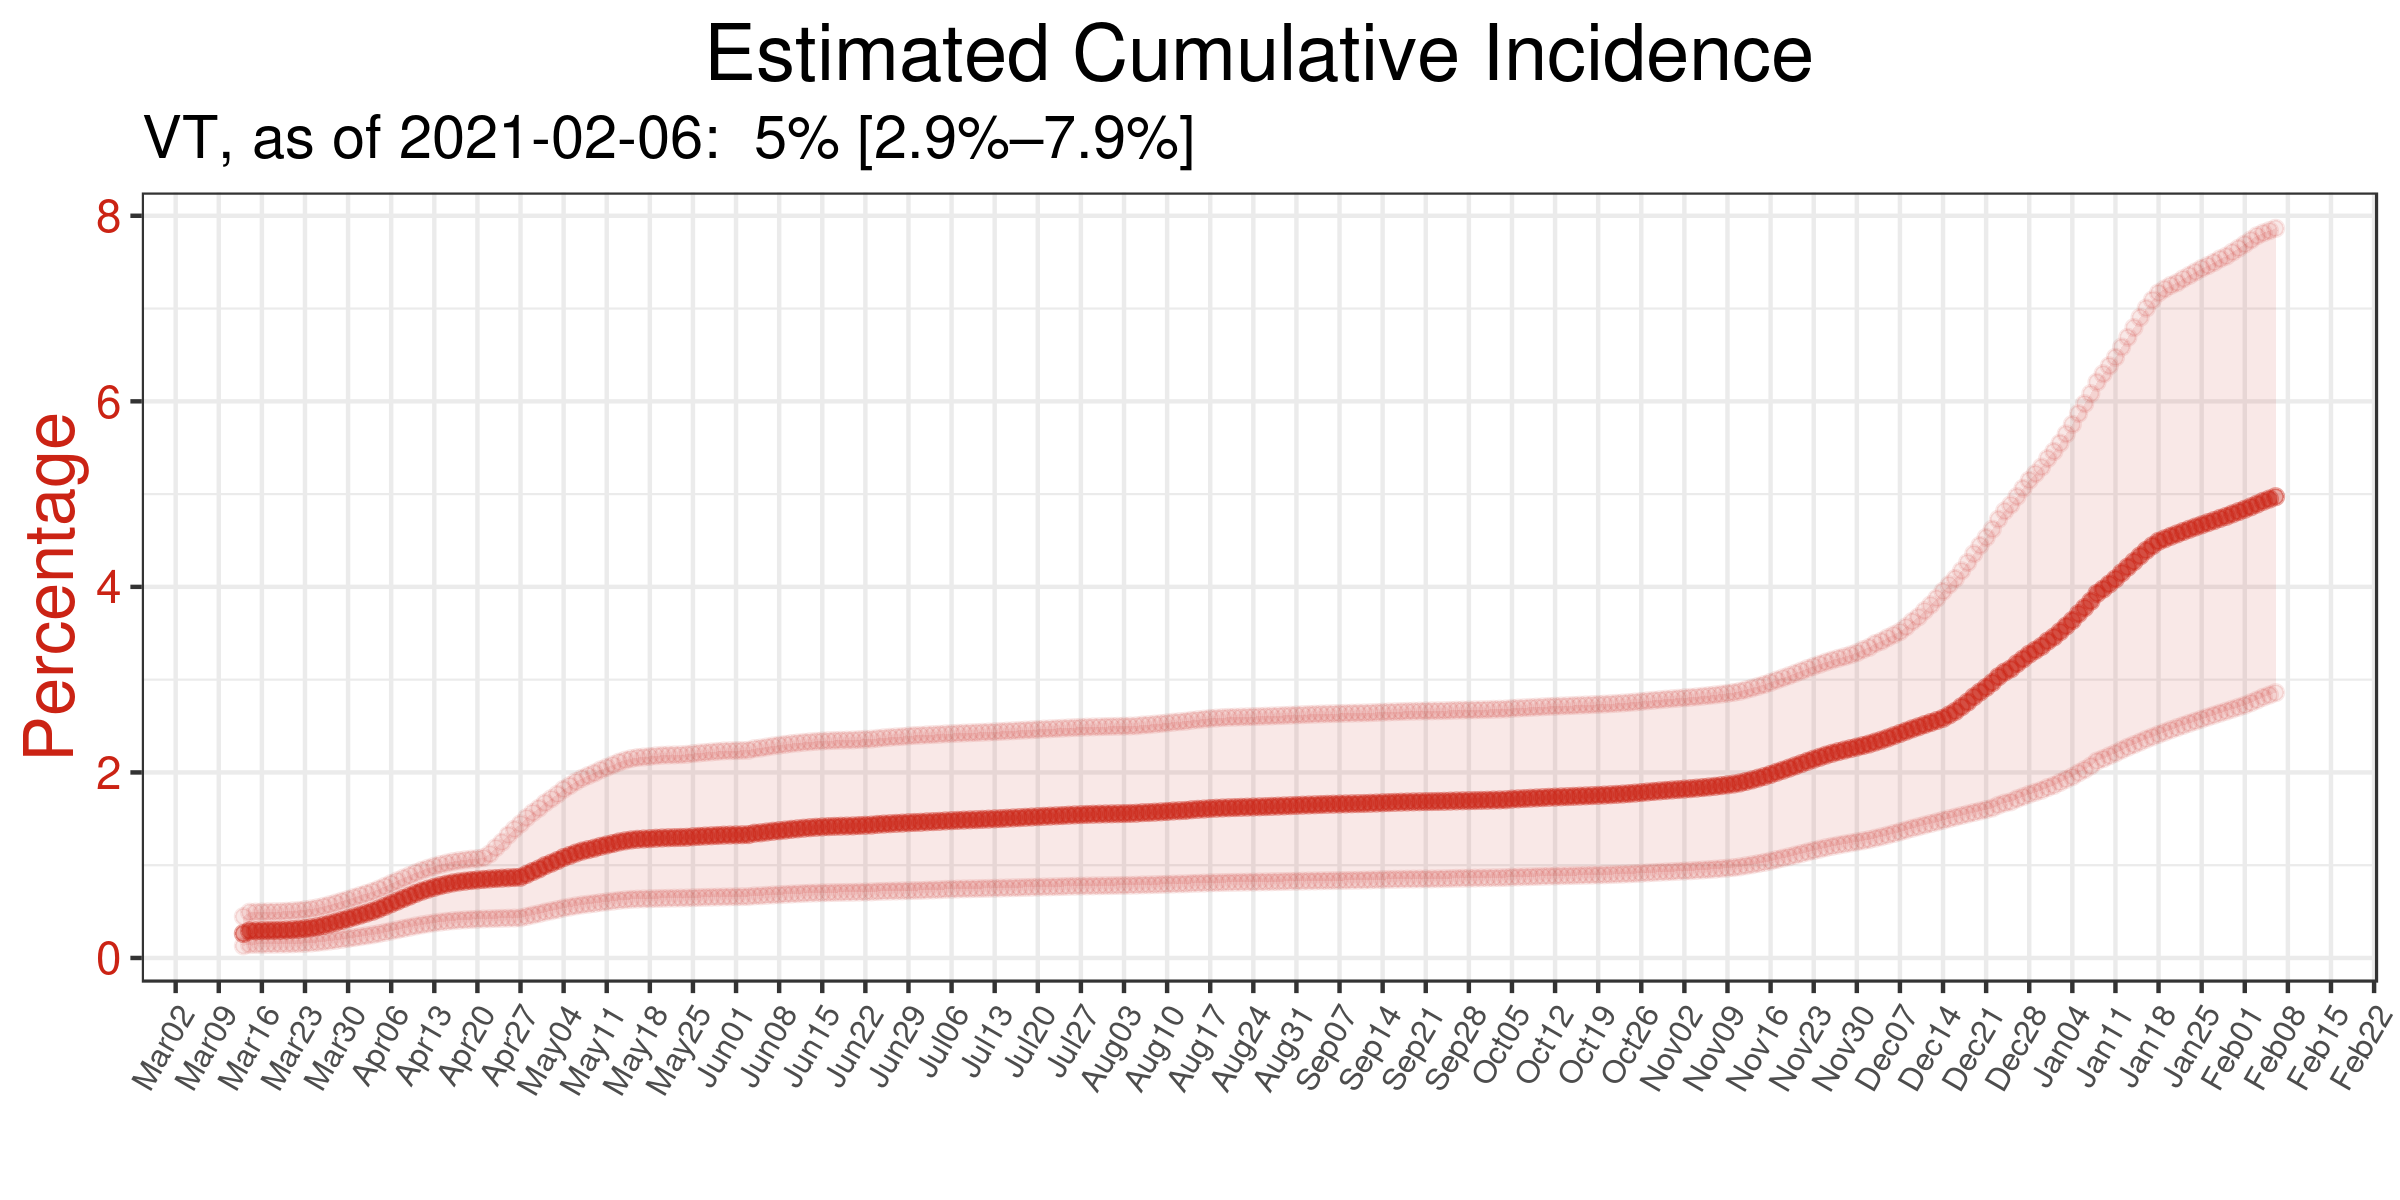 Estimated Cumulative Incidence
VT, as of 2021-02-06:  5% [2.9%–7.9%]
Percentage
8
6
4
2
0
Mar02
Mar09
Mar16
Mar23
Mar30
Apr06
Apr13
Apr20
Apr27
May04
May11
May18
May25
Jun01
Jun08
Jun15
Jun22
Jun29
Jul06
Jul13
Jul20
Jul27
Aug03
Aug10
Aug17
Aug24
Aug31
Sep07
Sep14
Sep21
Sep28
Oct05
Oct12
Oct19
Oct26
Nov02
Nov09
Nov16
Nov23
Nov30
Dec07
Dec14
Dec21
Dec28
Jan04
Jan11
Jan18
Jan25
Feb01
Feb08
Feb15
Feb22